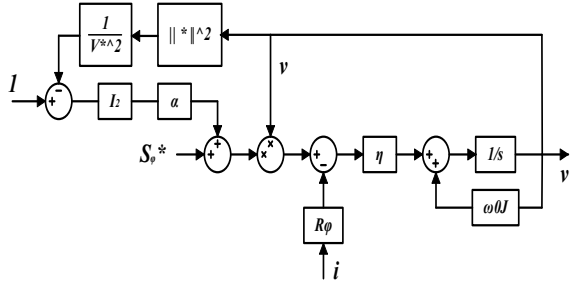 1
V*^2
|| *||^2
1
-
+
I2
α
v
+
+
Sφ*
×
×
+
-
η
+
+
1/s
v
Rφ
ω0J
i